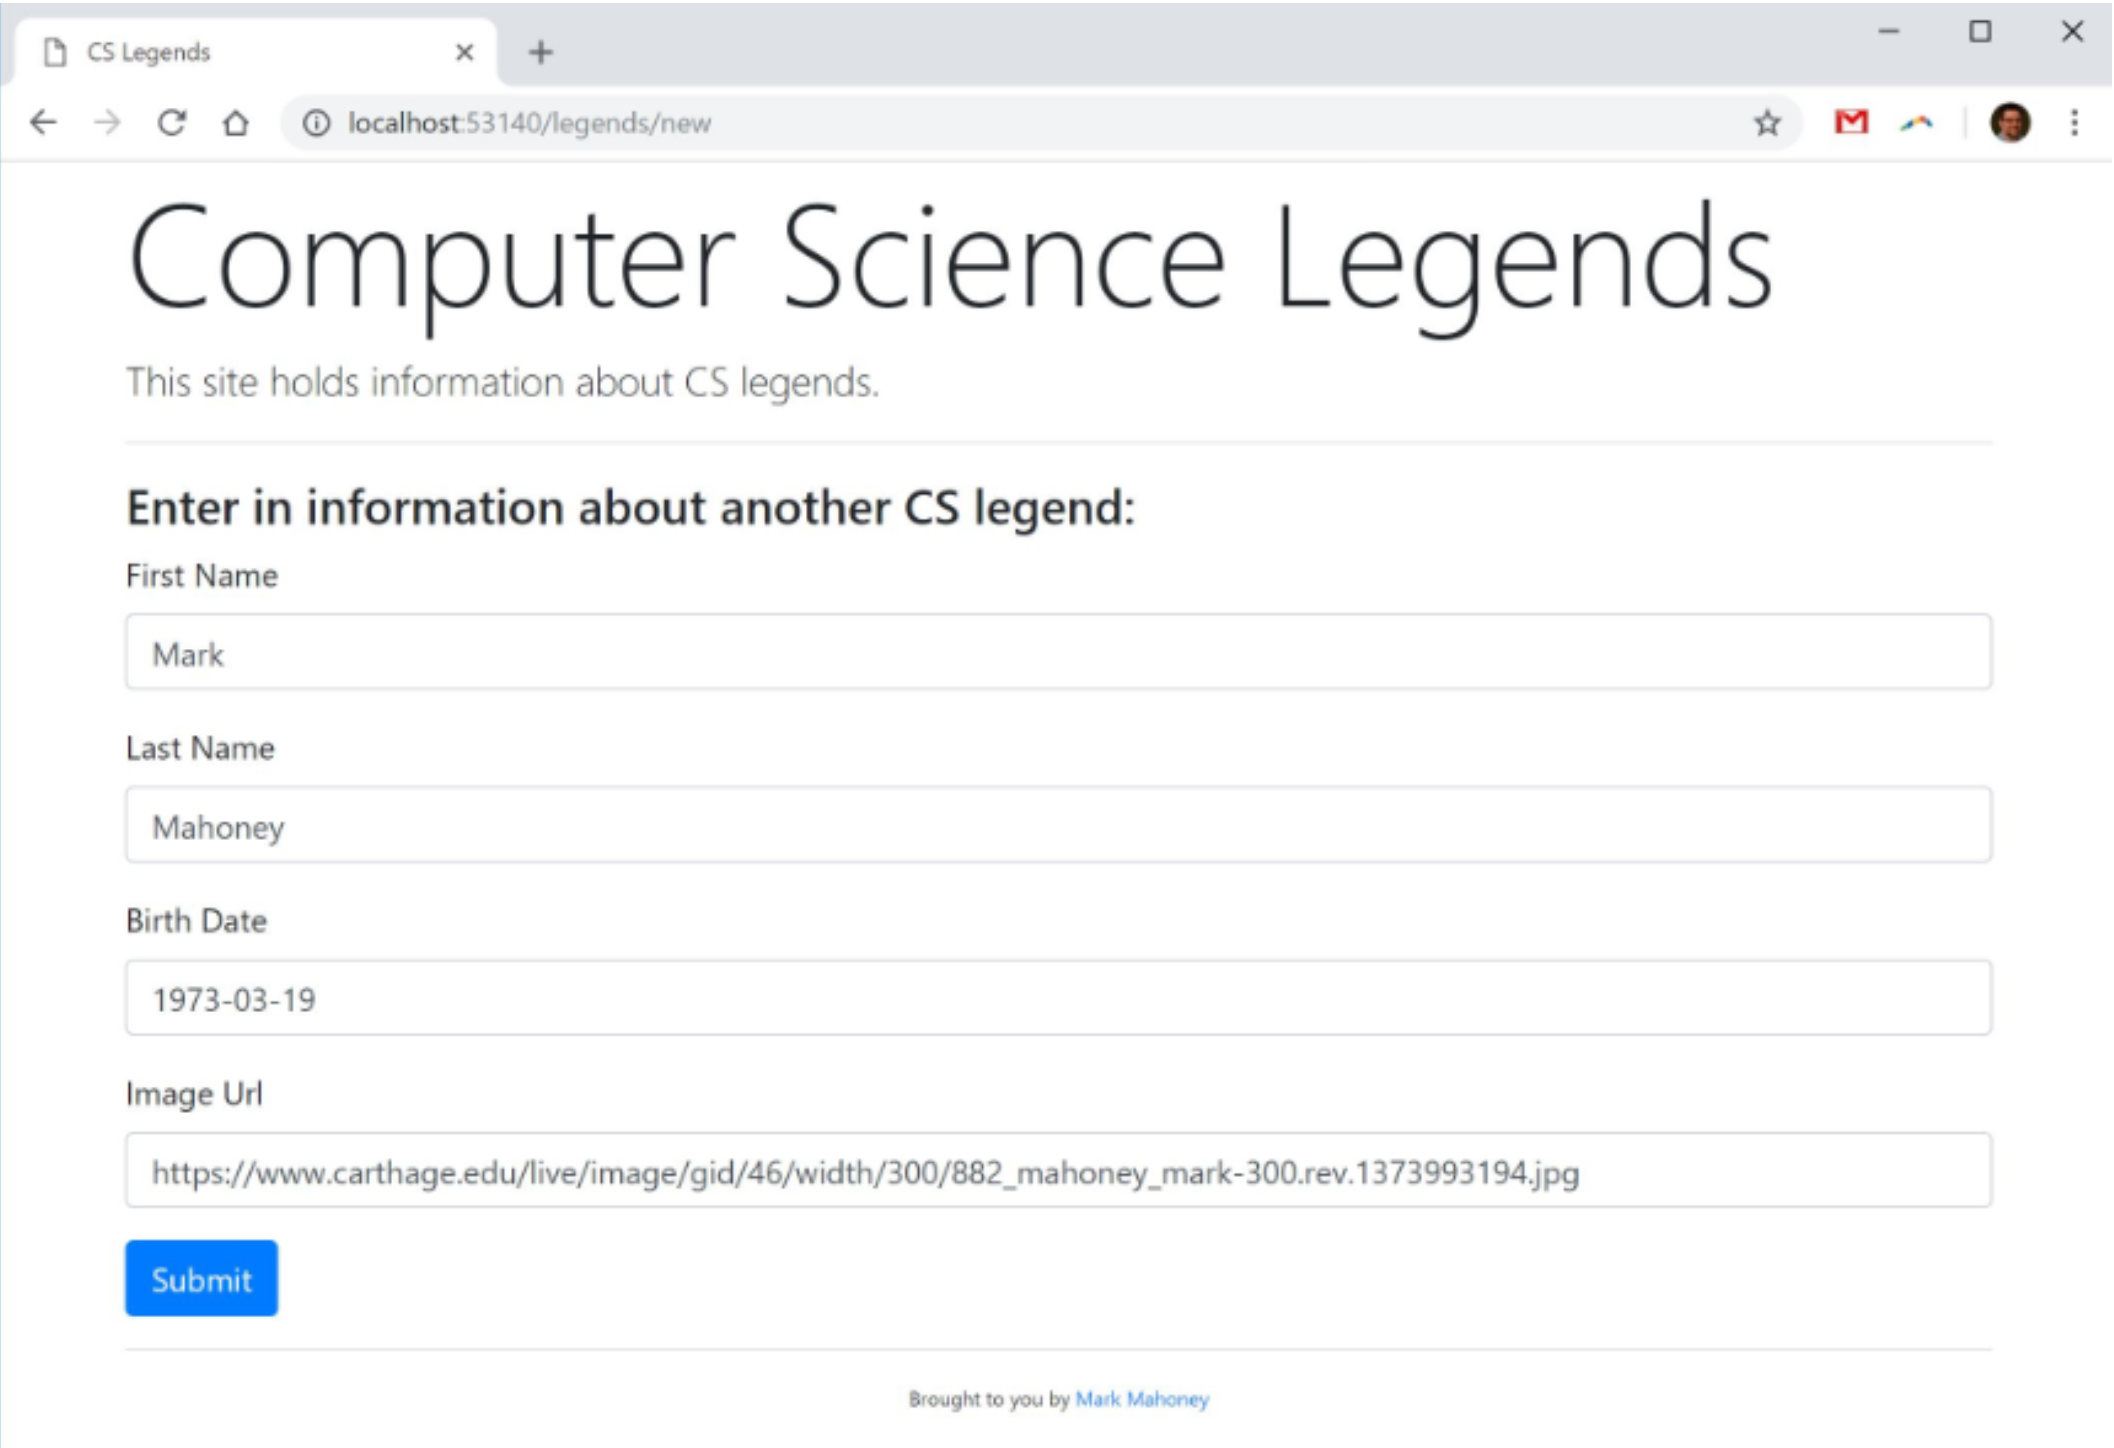 CS Legends
localhost:53140/legends/new
Computer Science Legends
This site holds information about CS legends.
Enter in information about another CS legend:
First Name
Mark
Last Name
Mahoney
Birth Date
1973-03-19
Image Url
https://www.carthage.edu/live/image/gid/46/width/300/882_mahoney_mark-300.rev.1373993194.jpg
Submit
Brought to you by Mark Mahoney